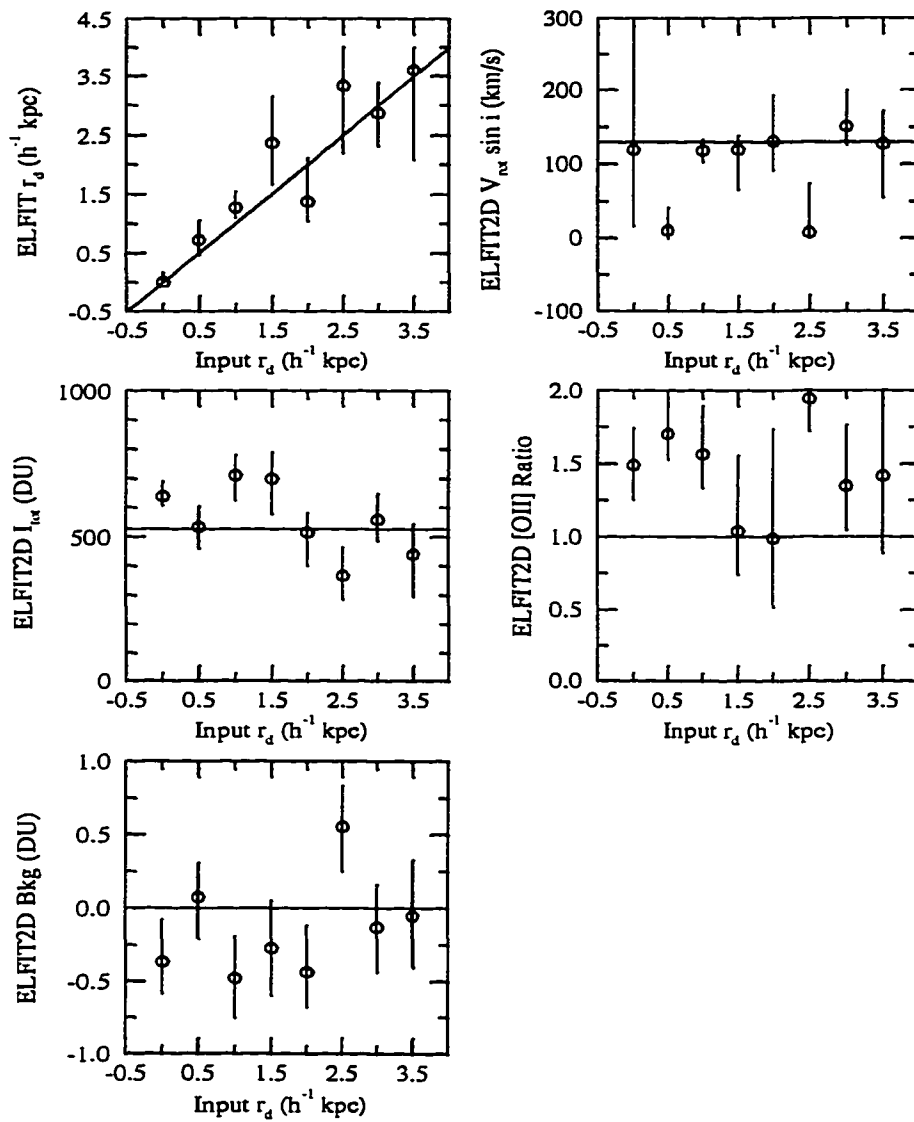 4.5
3.5
2.5
1.5
0.5
-0.5
ELFIT r_d (h^-1 kpc)
-0.5 0.5 1.5 2.5 3.5
Input r_d (h^-1 kpc)
300
200
100
0
-100
ELFIT2D V_rot sin i (km/s)
-0.5 0.5 1.5 2.5 3.5
Input r_d (h^-1 kpc)
1000
500
0
ELFIT2D I_tot (DU)
-0.5 0.5 1.5 2.5 3.5
Input r_d (h^-1 kpc)
2.0
1.5
1.0
0.5
0.0
ELFIT2D [OII] Ratio
-0.5 0.5 1.5 2.5 3.5
Input r_d (h^-1 kpc)
1.0
0.5
0.0
-0.5
-1.0
ELFIT2D Bkg (DU)
-0.5 0.5 1.5 2.5 3.5
Input r_d (h^-1 kpc)